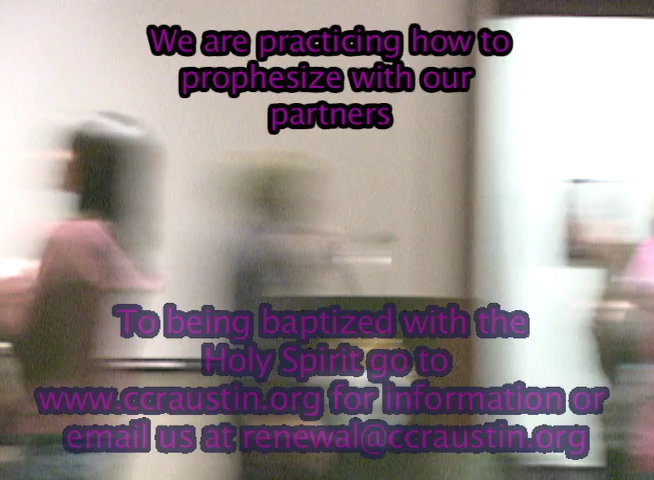 We are practicing how to
prophesize with our
partners
To being baptized with the
Holy Spirit go to
www.ccraustin.org for information or
email us at renewal@ccraustin.org